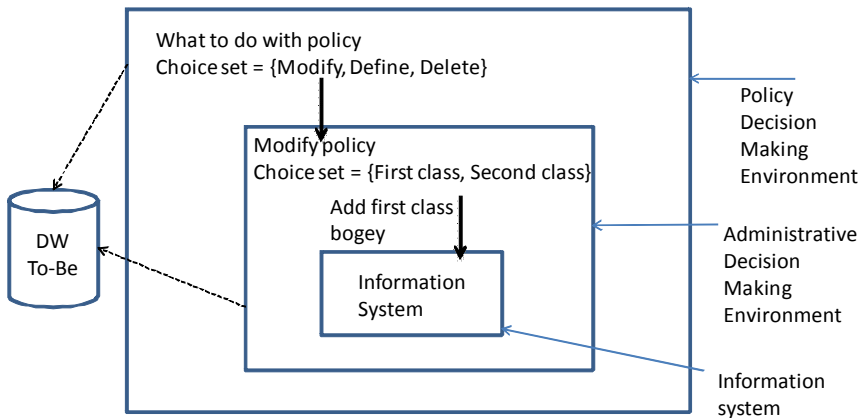 What to do with policy
Choice set = {Modify, Define, Delete}
Modify policy
Choice set = {First class, Second class}
Add first class
bogey
Information
System
DW
To-Be
Policy
Decision
Making
Environment
Administrative
Decision
Making
Environment
Information
system